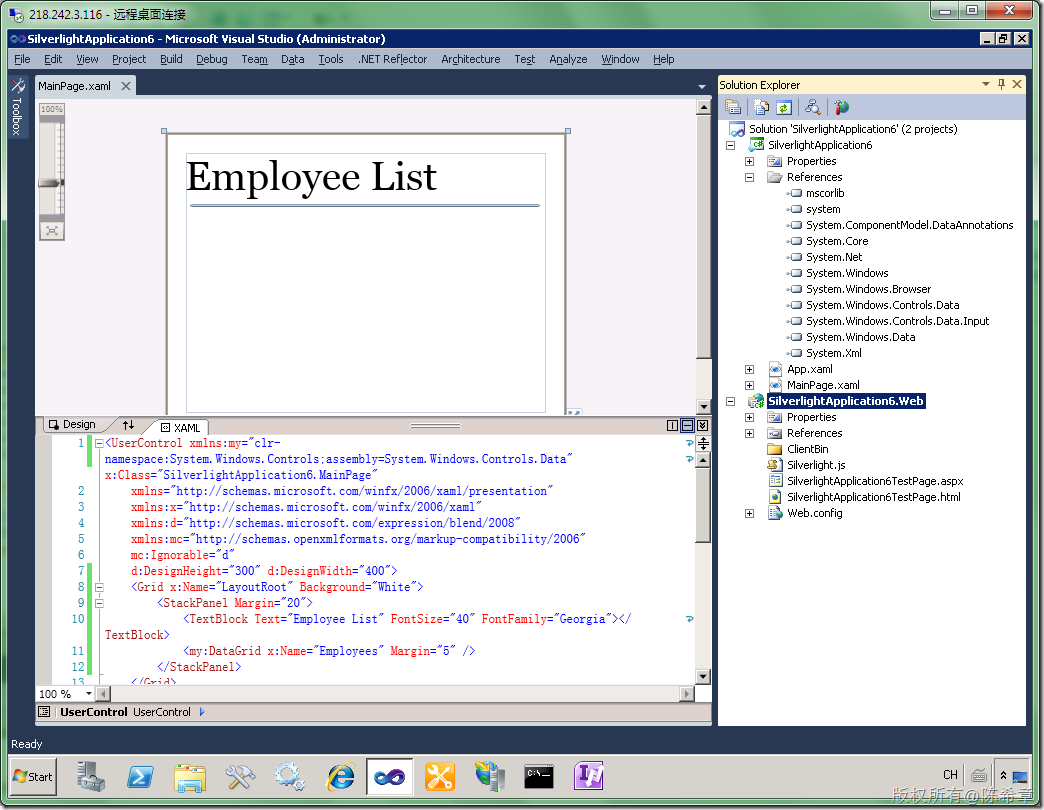 218.242.3.116 - 远程桌面连接
SilverlightApplication6 - Microsoft Visual Studio (Administrator)
File Edit View Project Build Debug Team Data Tools .NET Reflector Architecture Test Analyze Window Help
Toolbox
MainPage.xaml
100%
Employee List
Design
XAML
1 <UserControl xmlns:my="clr-
namespace:System.Windows.Controls;assembly=System.Windows.Controls.Data"
x:Class="SilverlightApplication6.MainPage"
2 xmlns="http://schemas.microsoft.com/winfx/2006/xaml/presentation"
3 xmlns:x="http://schemas.microsoft.com/winfx/2006/xaml"
4 xmlns:d="http://schemas.microsoft.com/expression/blend/2008"
5 xmlns:mc="http://schemas.openxmlformats.org/markup-compatibility/2006"
6 mc:Ignorable="d"
7 d:DesignHeight="300" d:DesignWidth="400">
8 <Grid x:Name="LayoutRoot" Background="White">
9 <StackPanel Margin="20">
10 <TextBlock Text="Employee List" FontSize="40" FontFamily="Georgia"></
TextBlock>
11 <my:DataGrid x:Name="Employees" Margin="5" />
12 </StackPanel>
13 </Grid>
100 %
UserControl UserControl
Solution Explorer
Solution 'SilverlightApplication6' (2 projects)
SilverlightApplication6
Properties
References
mscorlib
system
System.ComponentModel.DataAnnotations
System.Core
System.Net
System.Windows
System.Windows.Browser
System.Windows.Controls.Data
System.Windows.Controls.Data.Input
System.Windows.Data
System.Xml
App.xaml
MainPage.xaml
SilverlightApplication6.Web
Properties
References
ClientBin
Silverlight.js
SilverlightApplication6TestPage.aspx
SilverlightApplication6TestPage.html
Web.config
Ready
Start
CH
版权所有@陈希章